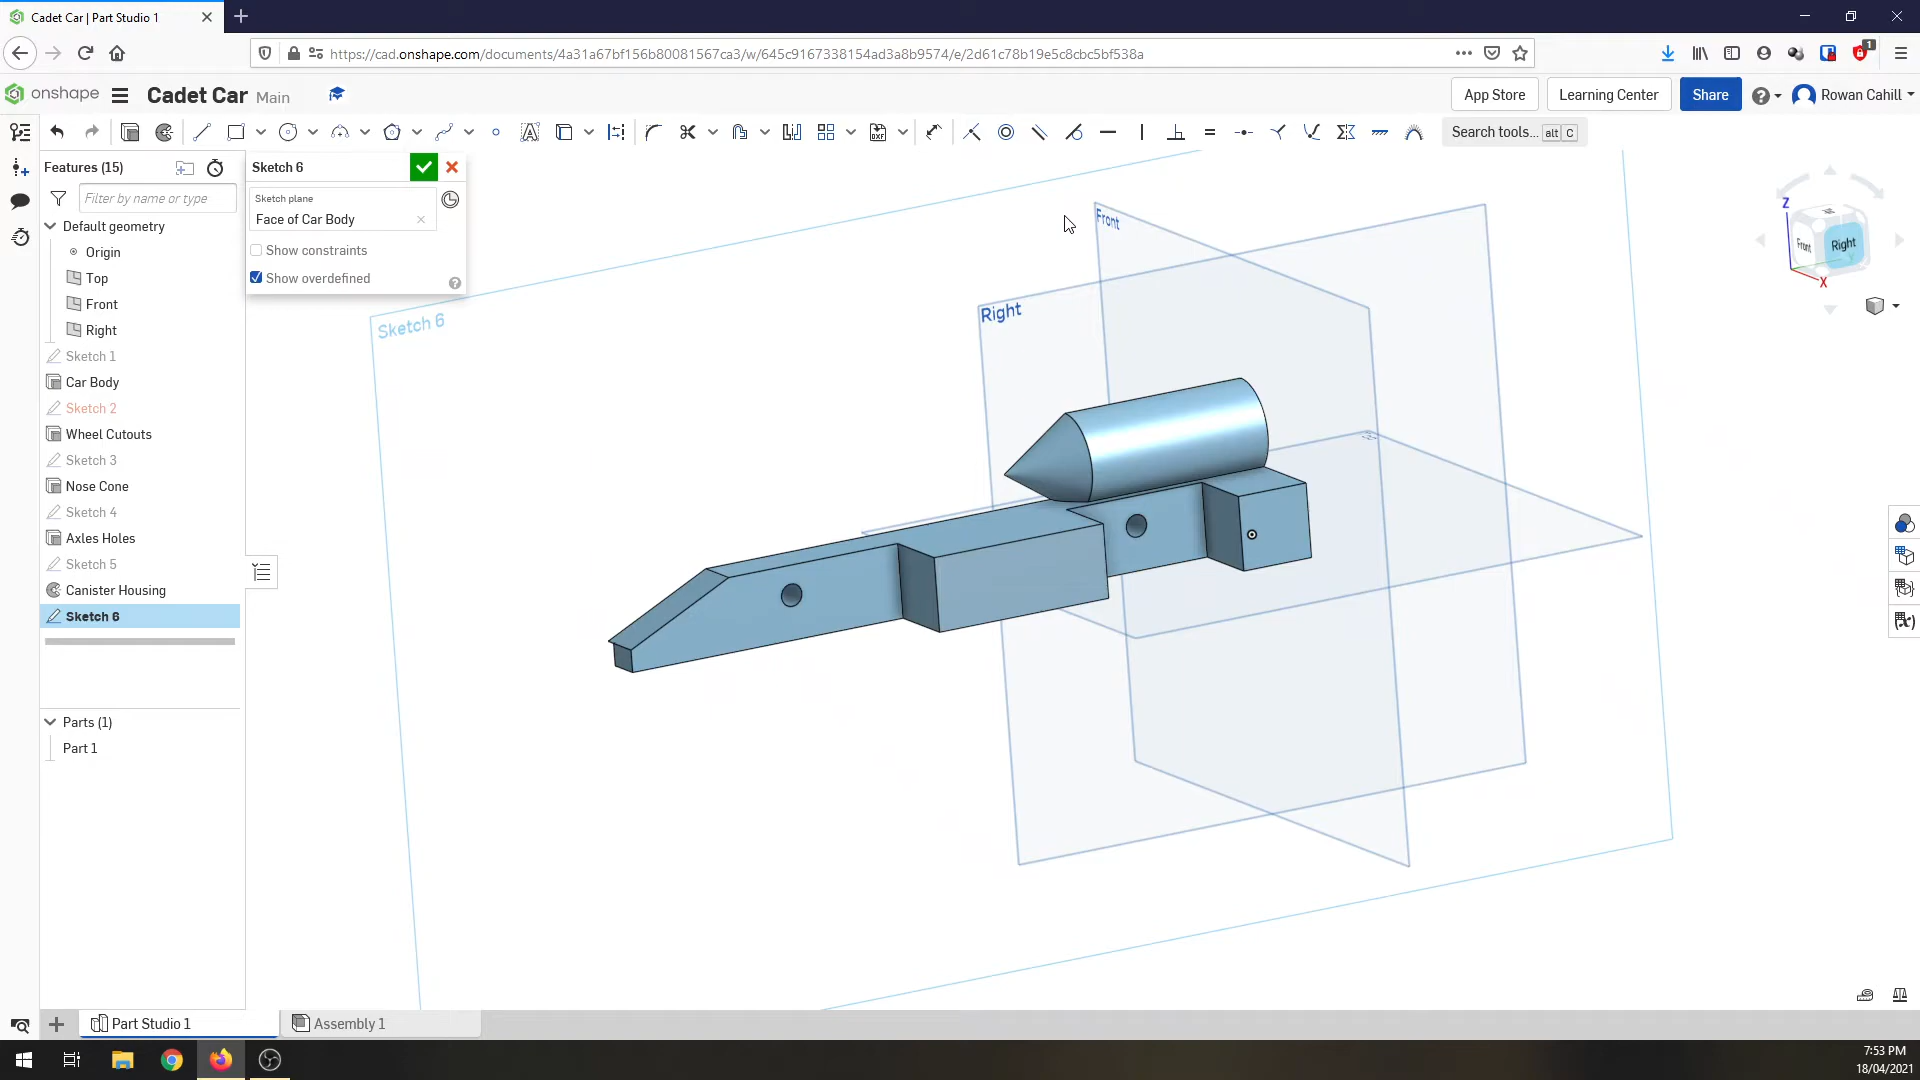 Cadet Car | Part Studio 1
https://cad.onshape.com/documents/4a31a67bf156b80081567ca3/w/645c9167338154ad3a8b9574/e/2d61c78b19e5c8cbc5bf538a
1
onshape
Cadet Car Main
App Store
Learning Center
Share
Rowan Cahill
Search tools... alt C
Features (15)
Filter by name or type
Default geometry
Origin
Top
Front
Right
Sketch 1
Car Body
Sketch 2
Wheel Cutouts
Sketch 3
Nose Cone
Sketch 4
Axles Holes
Sketch 5
Canister Housing
Sketch 6
Parts (1)
Part 1
Sketch 6
Sketch plane
Face of Car Body
Show constraints
Show overdefined
Sketch 6
Front
Right
Z
Front
Right
X
Part Studio 1
Assembly 1
7:53 PM
18/04/2021